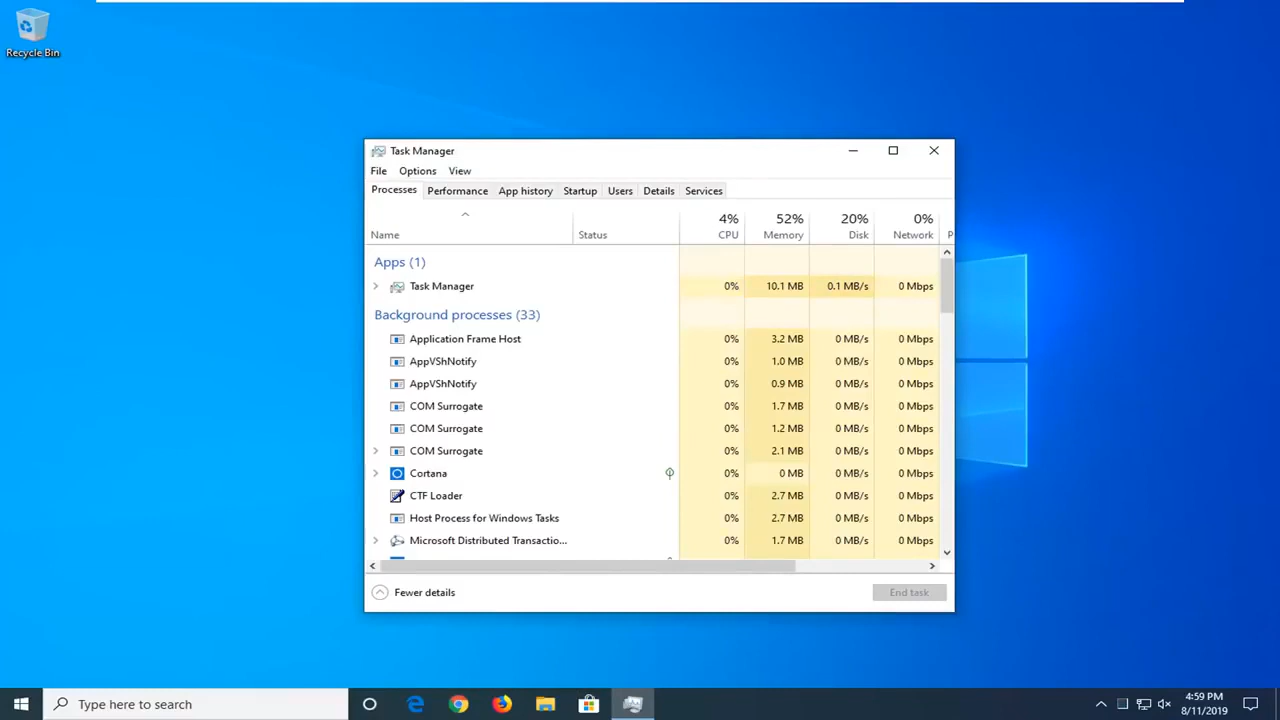 Recycle Bin
Task Manager
File Options View
Processes Performance App history Startup Users Details Services
4% 52% 20% 0%
Name Status CPU Memory Disk Network P
Apps (1)
Task Manager 0% 10.1 MB 0.1 MB/s 0 Mbps
Background processes (33)
Application Frame Host 0% 3.2 MB 0 MB/s 0 Mbps
AppVShNotify 0% 1.0 MB 0 MB/s 0 Mbps
AppVShNotify 0% 0.9 MB 0 MB/s 0 Mbps
COM Surrogate 0% 1.7 MB 0 MB/s 0 Mbps
COM Surrogate 0% 1.2 MB 0 MB/s 0 Mbps
COM Surrogate 0% 2.1 MB 0 MB/s 0 Mbps
Cortana 0% 0 MB 0 MB/s 0 Mbps
CTF Loader 0% 2.7 MB 0 MB/s 0 Mbps
Host Process for Windows Tasks 0% 2.7 MB 0 MB/s 0 Mbps
Microsoft Distributed Transactio... 0% 1.7 MB 0 MB/s 0 Mbps
Fewer details End task
Type here to search
4:59 PM
8/11/2019